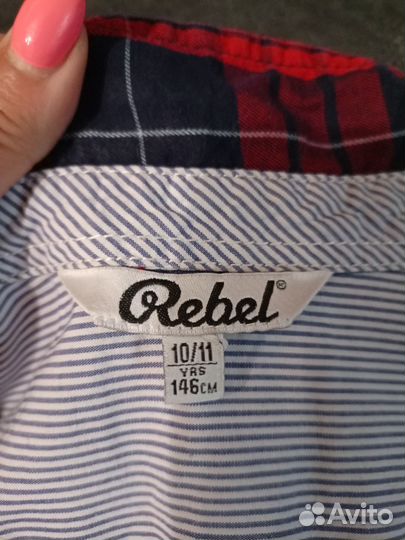 Rebel®
10/11
YRS
146CM
Avito